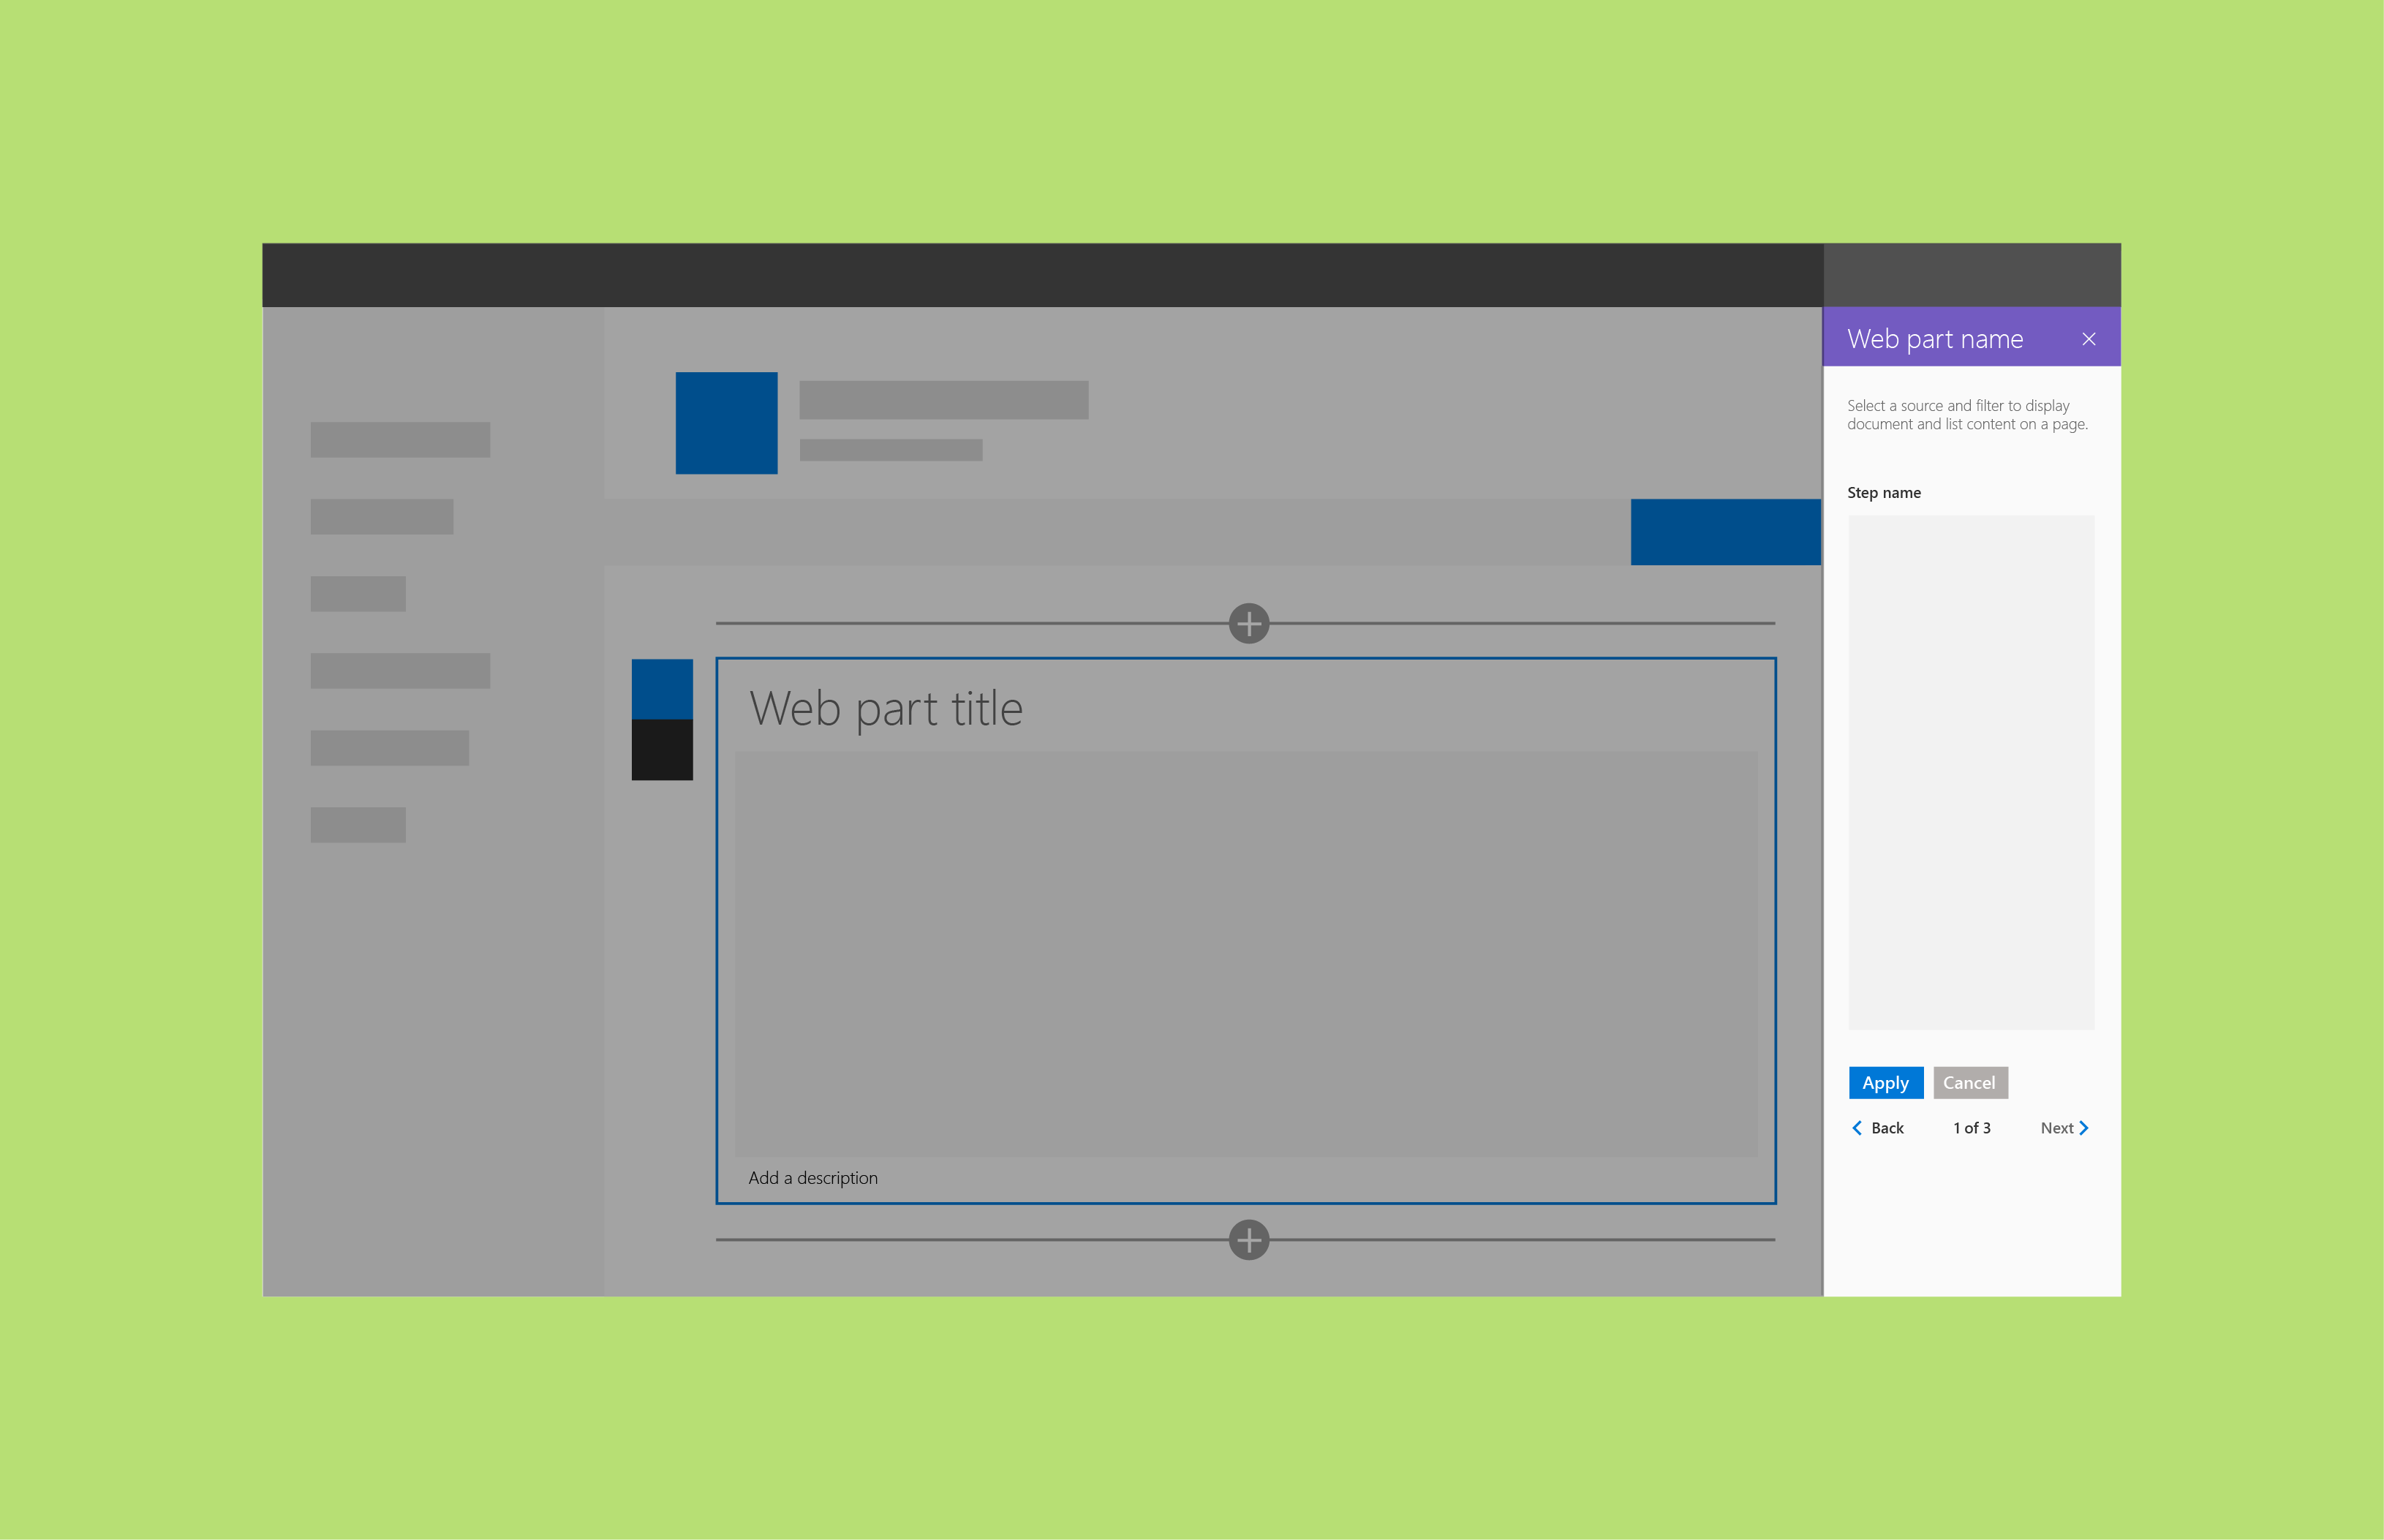 Web part name
Select a source and filter to display
document and list content on a page.
Step name
Web part title
Add a description
Apply Cancel
Back 1 of 3 Next